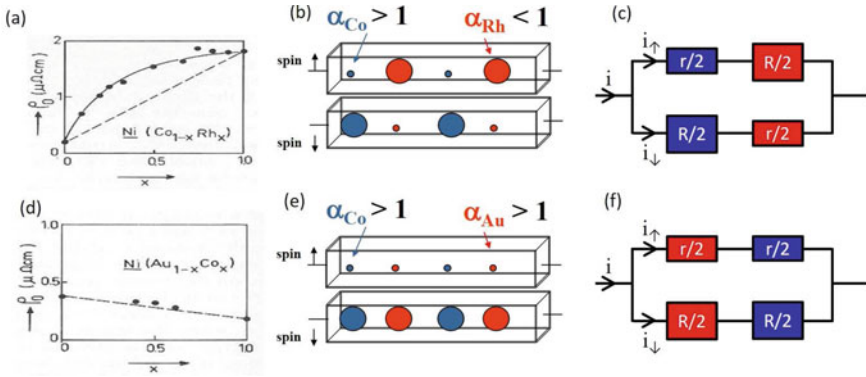 (a)
ρ₀ (μΩcm)
2
1
0
Ni (Co₁₋ₓRhₓ)
0
0.5
1.0
x
(b)
α_Co > 1
α_Rh < 1
spin
spin
(c)
i
i↑
r/2
R/2
i↓
R/2
r/2
(d)
ρ₀ (μΩcm)
1.0
0.5
0
Ni (Au₁₋ₓCoₓ)
0
0.5
1.0
x
(e)
α_Co > 1
α_Au > 1
spin
spin
(f)
i
i↑
r/2
r/2
i↓
R/2
R/2